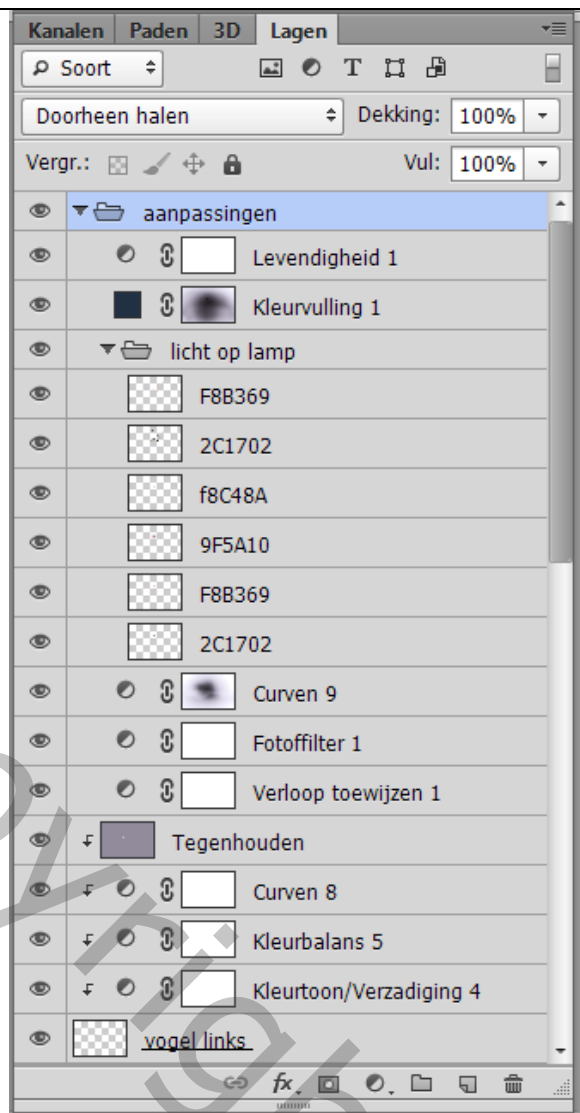 Kanalen Paden 3D Lagen
Soort
Doorheen halen Dekking: 100%
Vergr.: Vul: 100%
aanpassingen
Levendigheid 1
Kleurvulling 1
licht op lamp
F8B369
2C1702
f8C48A
9F5A10
F8B369
2C1702
Curven 9
Fotoffilter 1
Verloop toewijzen 1
Tegenhouden
Curven 8
Kleurbalans 5
Kleurtoon/Verzadiging 4
vogel links
fx